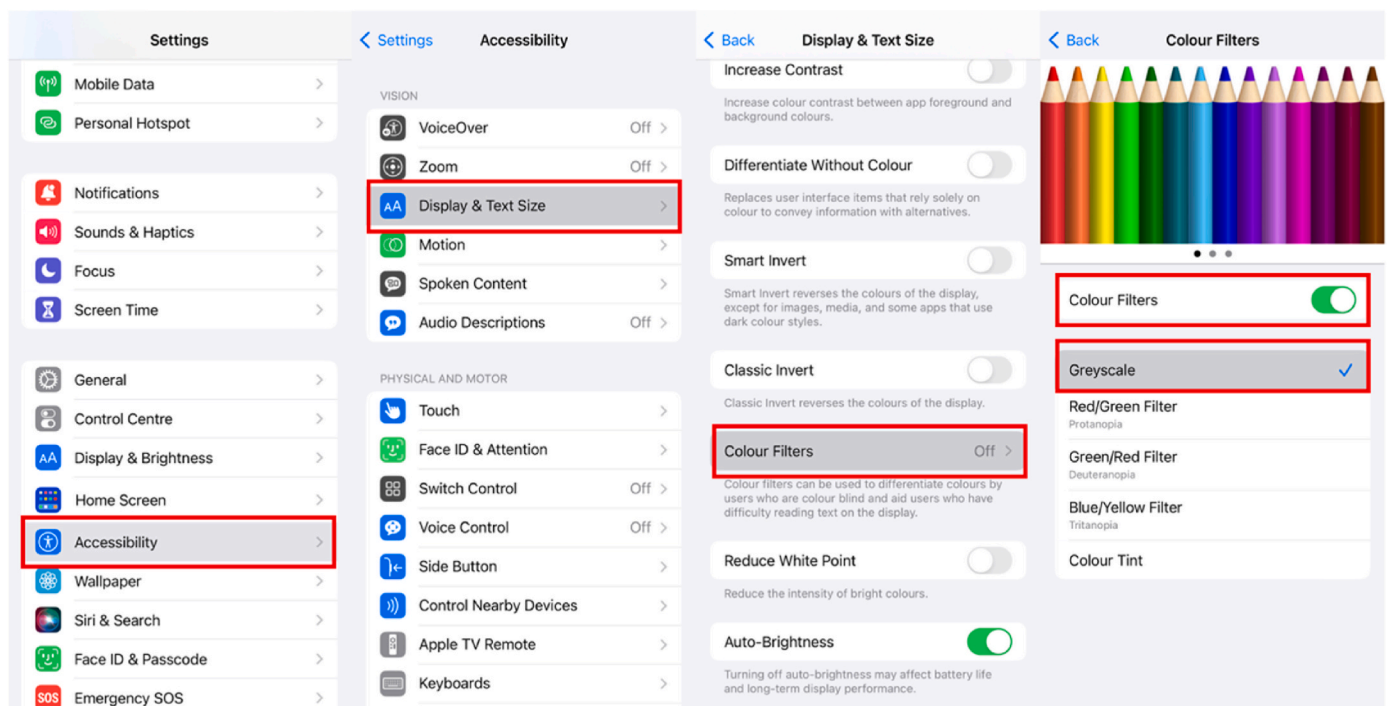 Settings
Mobile Data
Personal Hotspot
Notifications
Sounds & Haptics
Focus
Screen Time
General
Control Centre
AA Display & Brightness
Home Screen
Accessibility
Wallpaper
Siri & Search
Face ID & Passcode
SOS Emergency SOS
Settings Accessibility
VISION
VoiceOver Off
Zoom Off
AA Display & Text Size
Motion
Spoken Content
Audio Descriptions Off
PHYSICAL AND MOTOR
Touch
Face ID & Attention
Switch Control Off
Voice Control Off
Side Button
Control Nearby Devices
Apple TV Remote
Keyboards
Back Display & Text Size
Increase Contrast
Increase colour contrast between app foreground and
background colours.
Differentiate Without Colour
Replaces user interface items that rely solely on
colour to convey information with alternatives.
Smart Invert
Smart Invert reverses the colours of the display,
except for images, media, and some apps that use
dark colour styles.
Classic Invert
Classic Invert reverses the colours of the display.
Colour Filters Off
Colour filters can be used to differentiate colours by
users who are colour blind and aid users who have
difficulty reading text on the display.
Reduce White Point
Reduce the intensity of bright colours.
Auto-Brightness
Turning off auto-brightness may affect battery life
and long-term display performance.
Back Colour Filters
Colour Filters
Greyscale
Red/Green Filter
Protanopia
Green/Red Filter
Deuteranopia
Blue/Yellow Filter
Tritanopia
Colour Tint